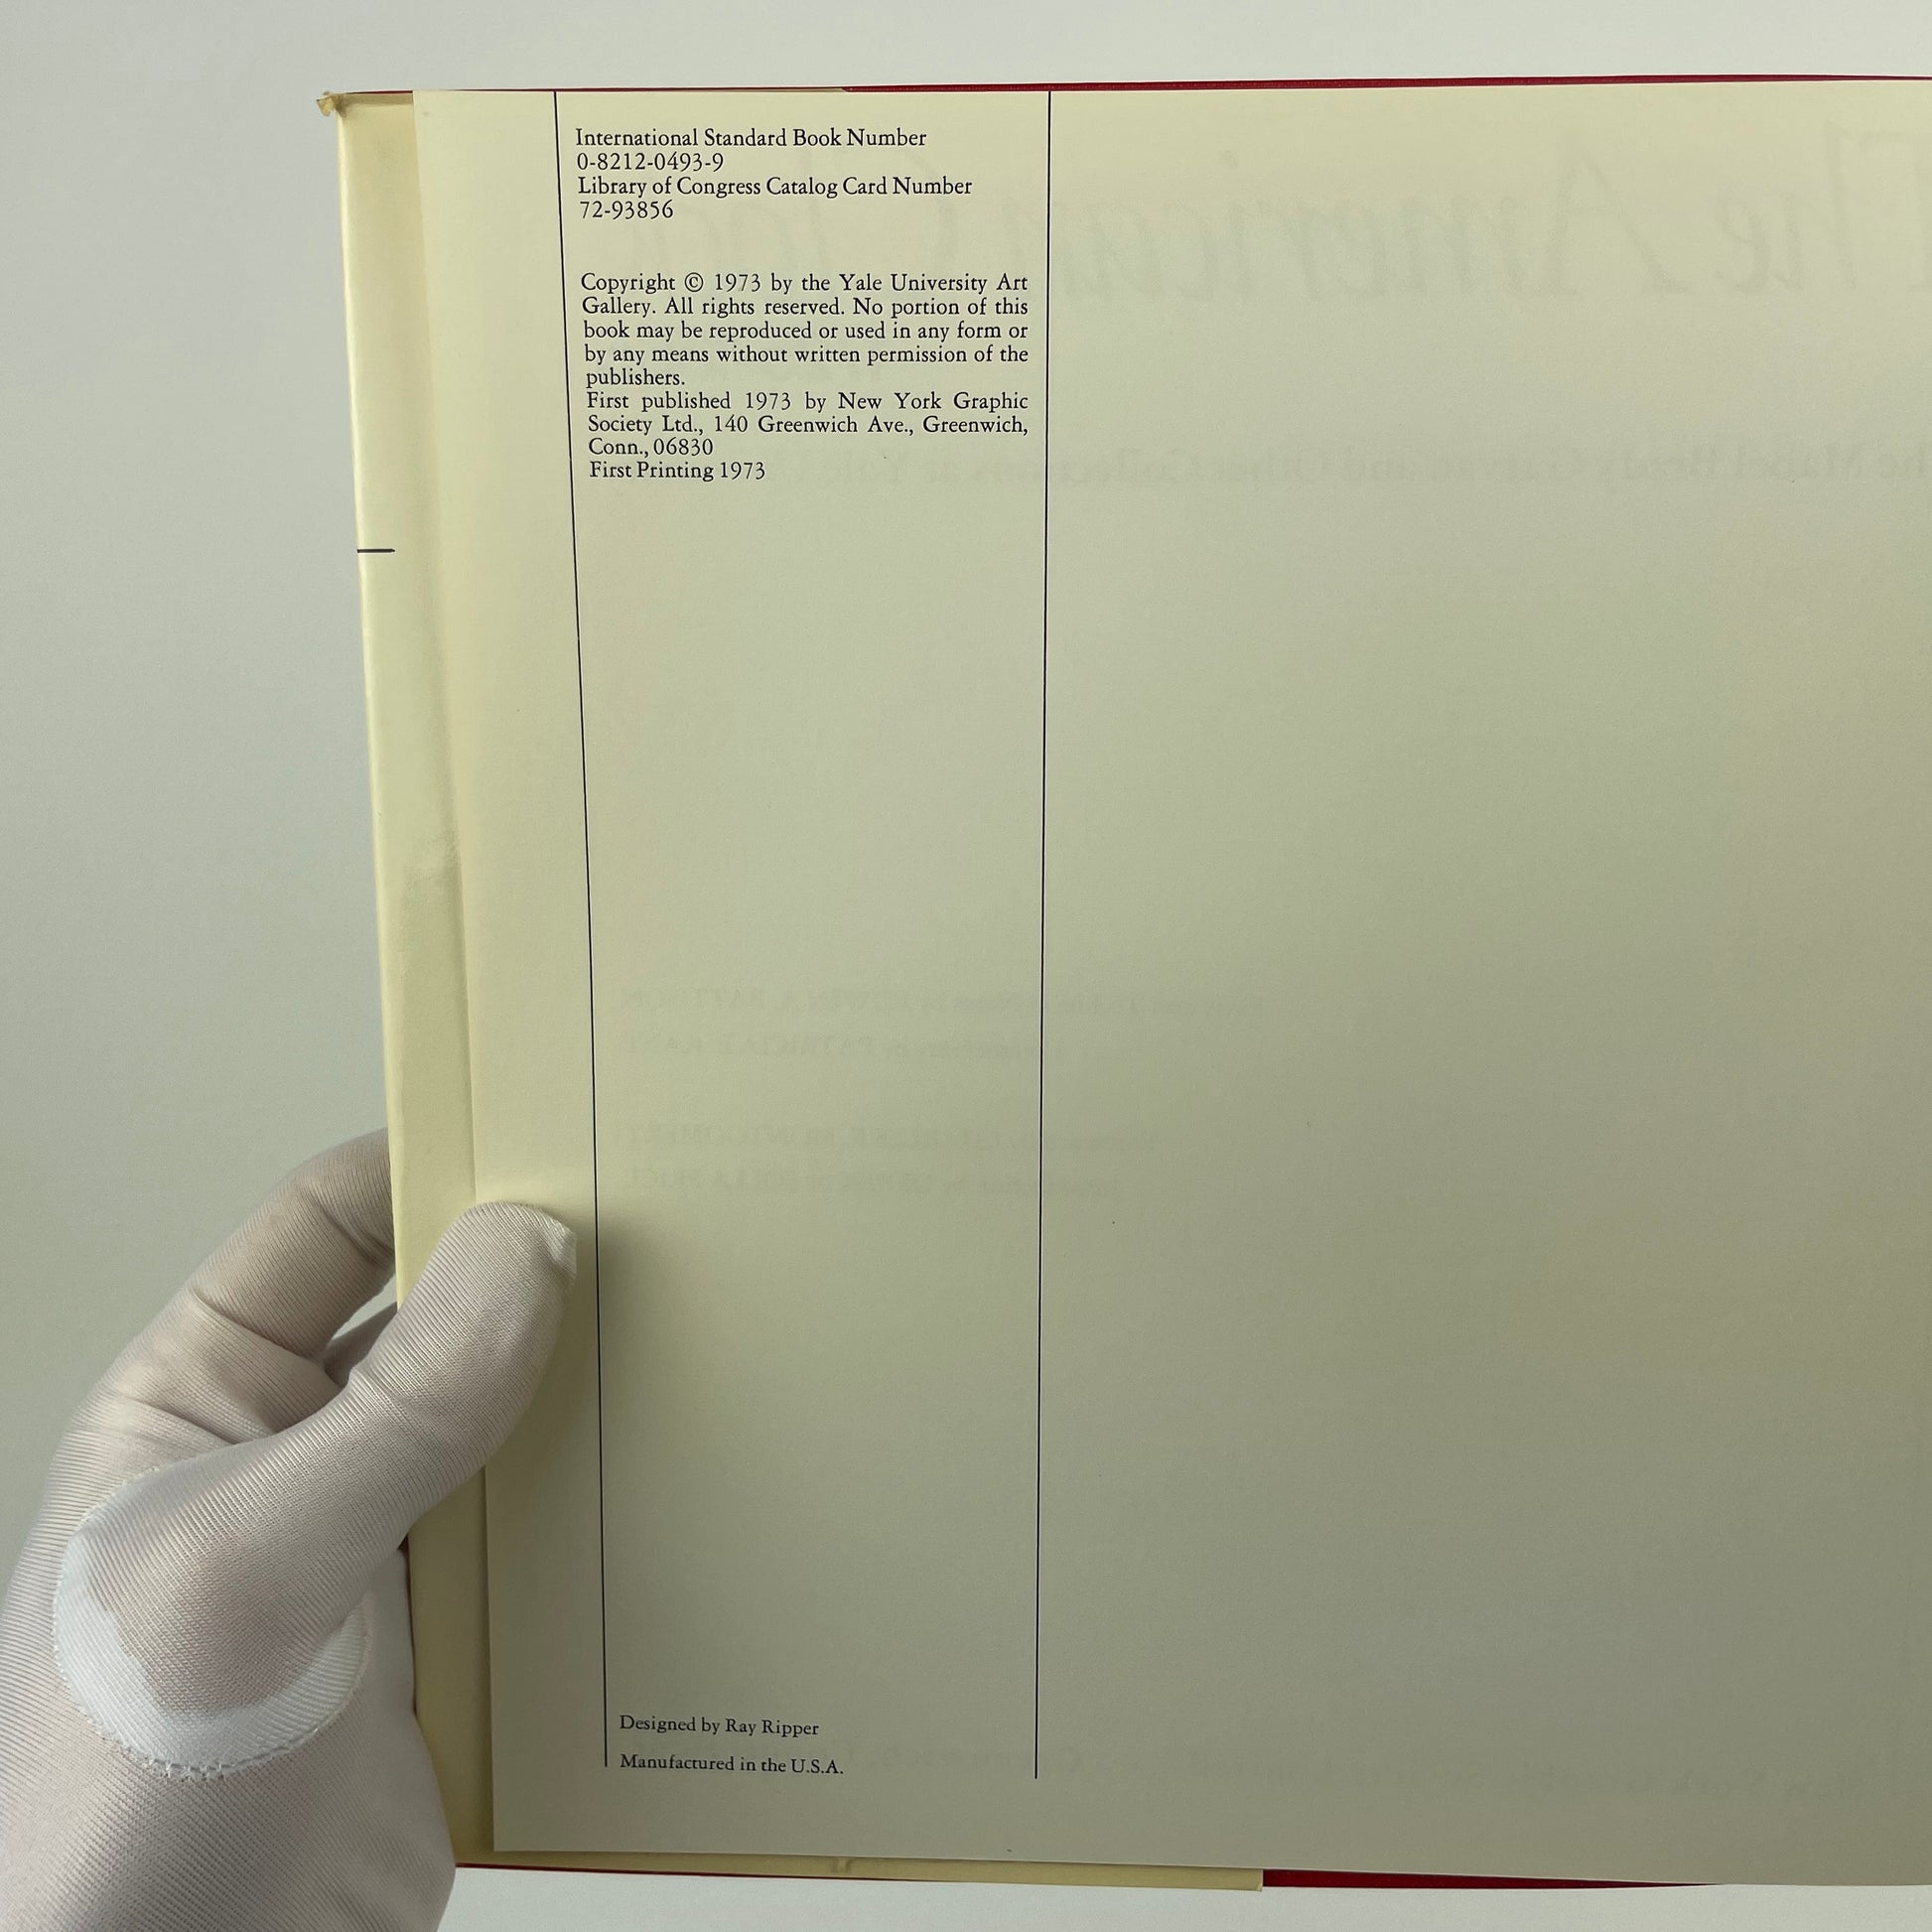 International Standard Book Number
0-8212-0493-9
Library of Congress Catalog Card Number
72-93856
Copyright © 1973 by the Yale University Art
Gallery. All rights reserved. No portion of this
book may be reproduced or used in any form or
by any means without written permission of the
publishers.
First published 1973 by New York Graphic
Society Ltd., 140 Greenwich Ave., Greenwich,
Conn., 06830
First Printing 1973
Designed by Ray Ripper
Manufactured in the U.S.A.